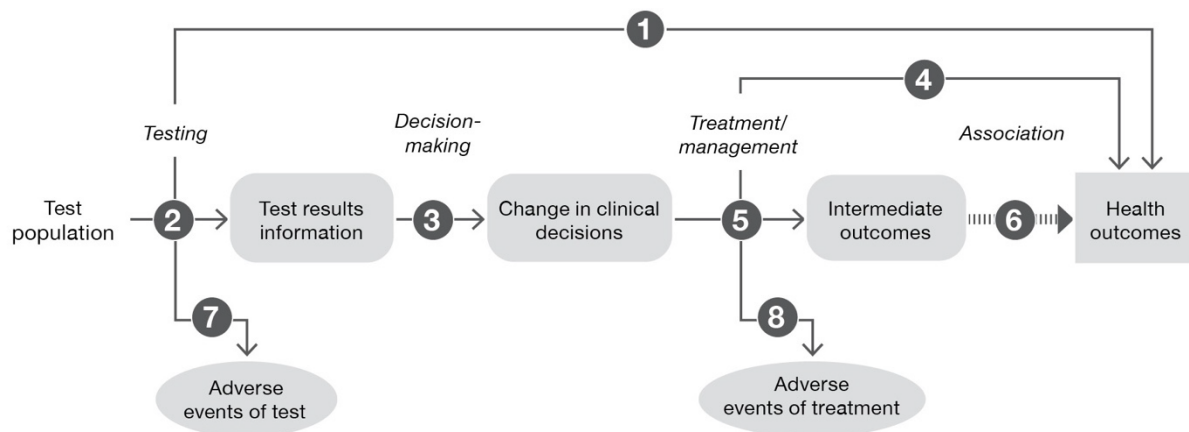 1
4
Testing
Decision-
making
Treatment/
management
Association
Test
population
2
Test results
information
3
Change in clinical
decisions
5
Intermediate
outcomes
6
Health
outcomes
7
8
Adverse
events of test
Adverse
events of treatment